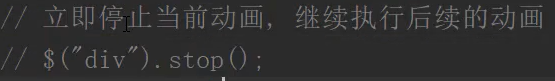 // 立即停止当前动画, 继续执行后续的动画
// $("div").stop();